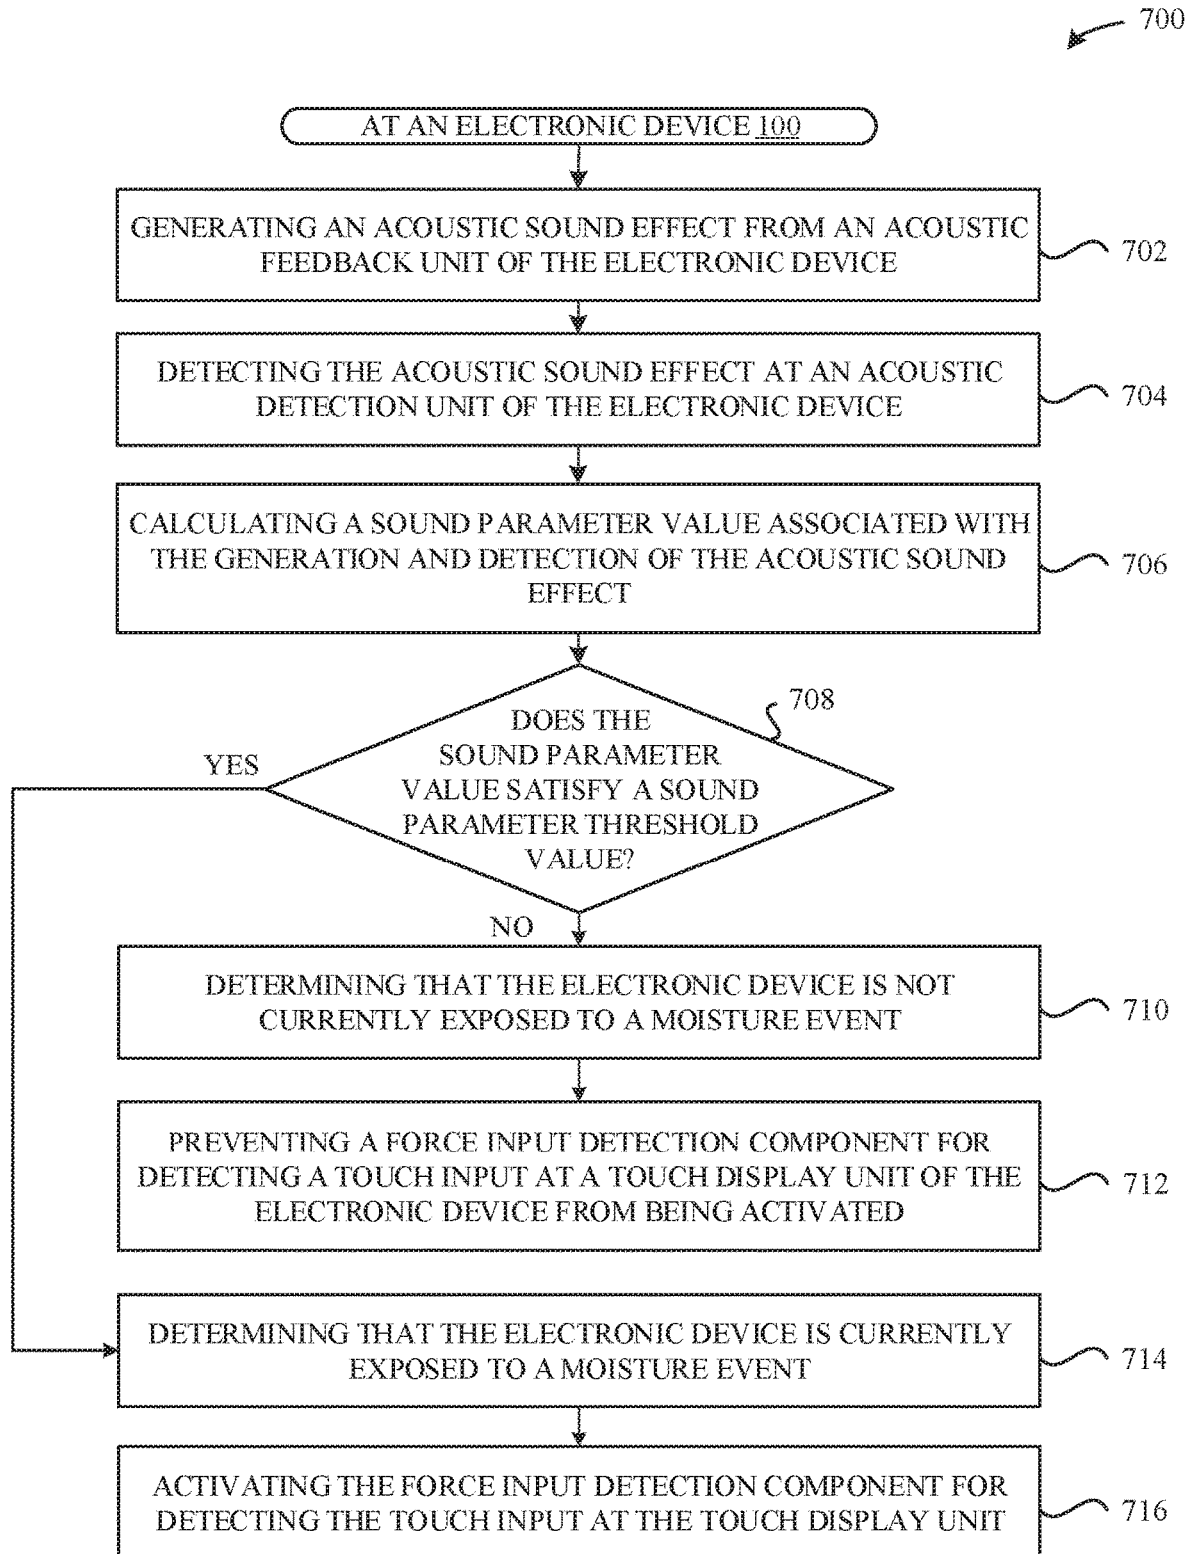 700
AT AN ELECTRONIC DEVICE 100
GENERATING AN ACOUSTIC SOUND EFFECT FROM AN ACOUSTIC
FEEDBACK UNIT OF THE ELECTRONIC DEVICE
702
DETECTING THE ACOUSTIC SOUND EFFECT AT AN ACOUSTIC
DETECTION UNIT OF THE ELECTRONIC DEVICE
704
CALCULATING A SOUND PARAMETER VALUE ASSOCIATED WITH
THE GENERATION AND DETECTION OF THE ACOUSTIC SOUND
EFFECT
706
708
DOES THE
SOUND PARAMETER
VALUE SATISFY A SOUND
PARAMETER THRESHOLD
VALUE?
YES
NO
DETERMINING THAT THE ELECTRONIC DEVICE IS NOT
CURRENTLY EXPOSED TO A MOISTURE EVENT
710
PREVENTING A FORCE INPUT DETECTION COMPONENT FOR
DETECTING A TOUCH INPUT AT A TOUCH DISPLAY UNIT OF THE
ELECTRONIC DEVICE FROM BEING ACTIVATED
712
DETERMINING THAT THE ELECTRONIC DEVICE IS CURRENTLY
EXPOSED TO A MOISTURE EVENT
714
ACTIVATING THE FORCE INPUT DETECTION COMPONENT FOR
DETECTING THE TOUCH INPUT AT THE TOUCH DISPLAY UNIT
716